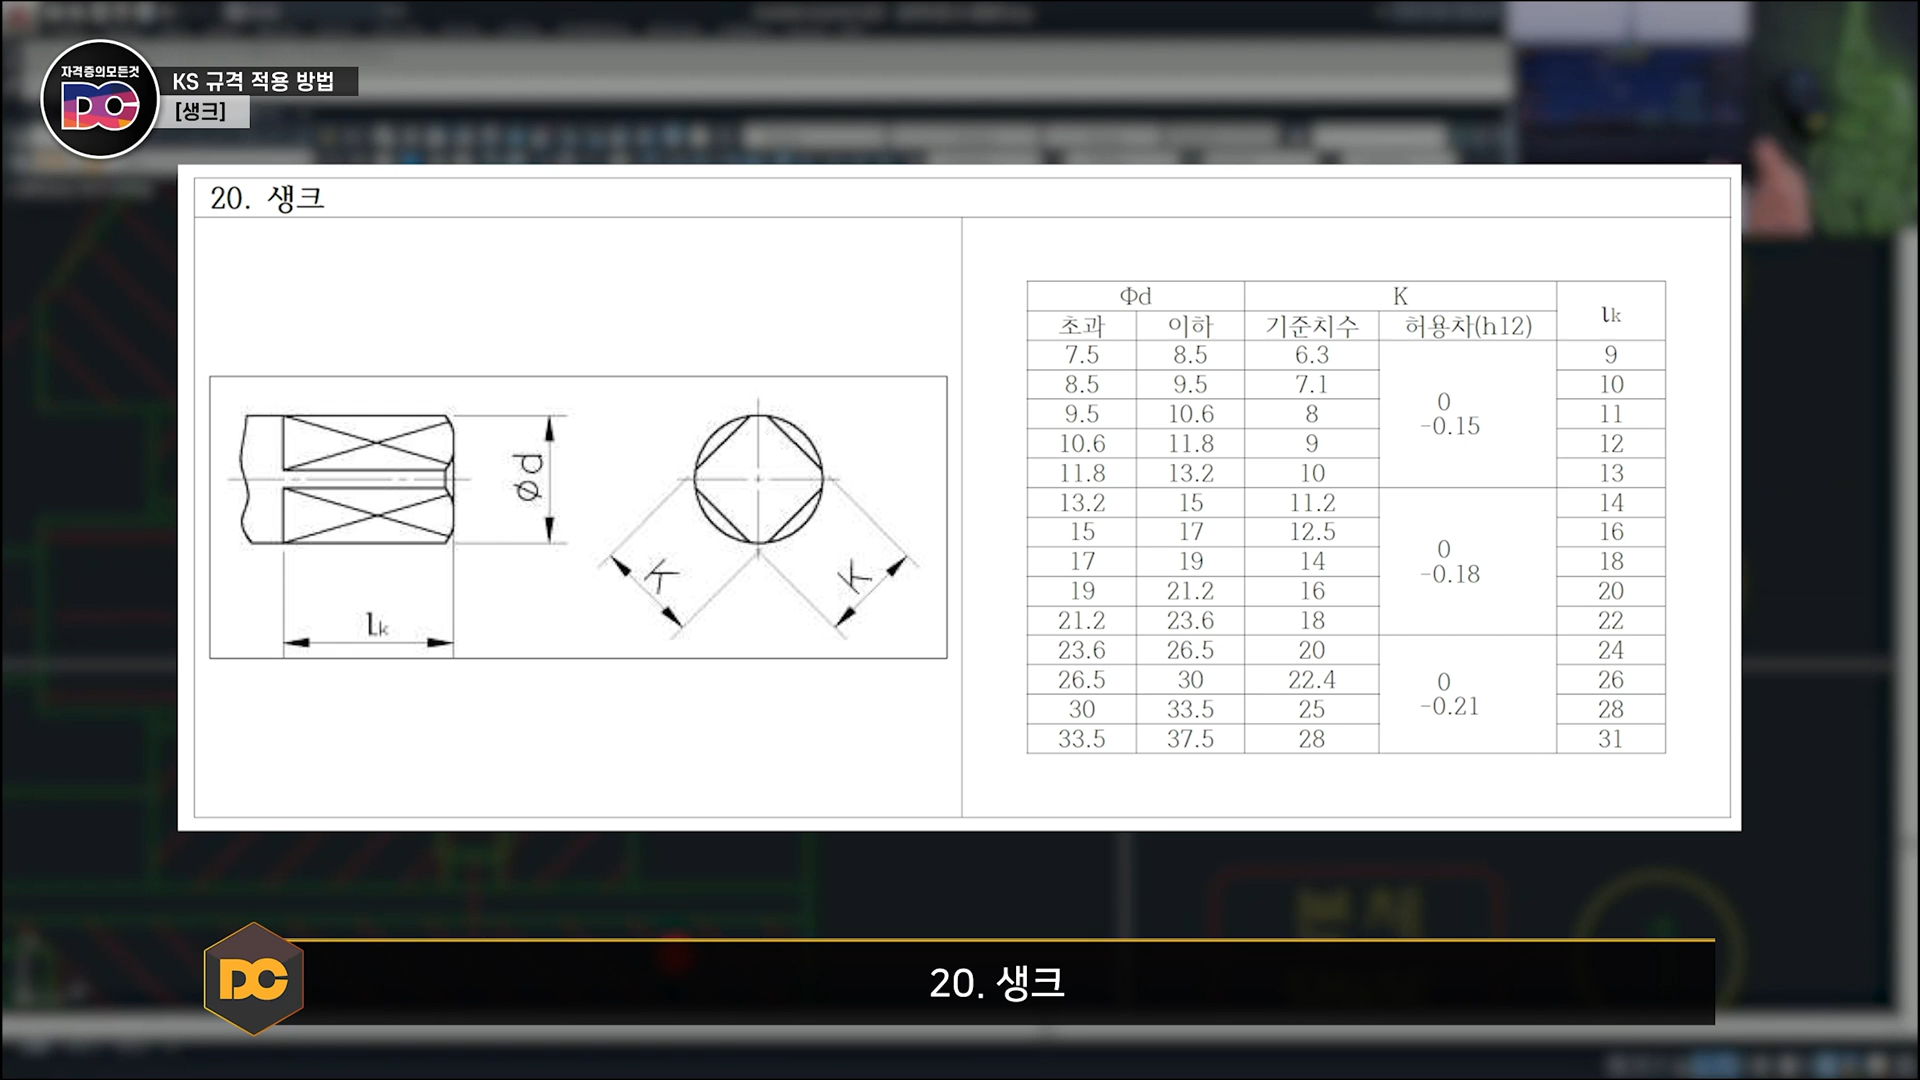 자격증의모든것
DC
KS 규격 적용 방법
[생크]
20. 생크
Φd
K
lk
초과 이하 기준치수 허용차(h12)
7.5 8.5 6.3 9
8.5 9.5 7.1 10
9.5 10.6 8 0 -0.15 11
10.6 11.8 9 12
11.8 13.2 10 13
13.2 15 11.2 14
15 17 12.5 16
17 19 14 0 -0.18 18
19 21.2 16 20
21.2 23.6 18 22
23.6 26.5 20 24
26.5 30 22.4 0 -0.21 26
30 33.5 25 28
33.5 37.5 28 31
φd
K
K
lk
DC
20. 생크